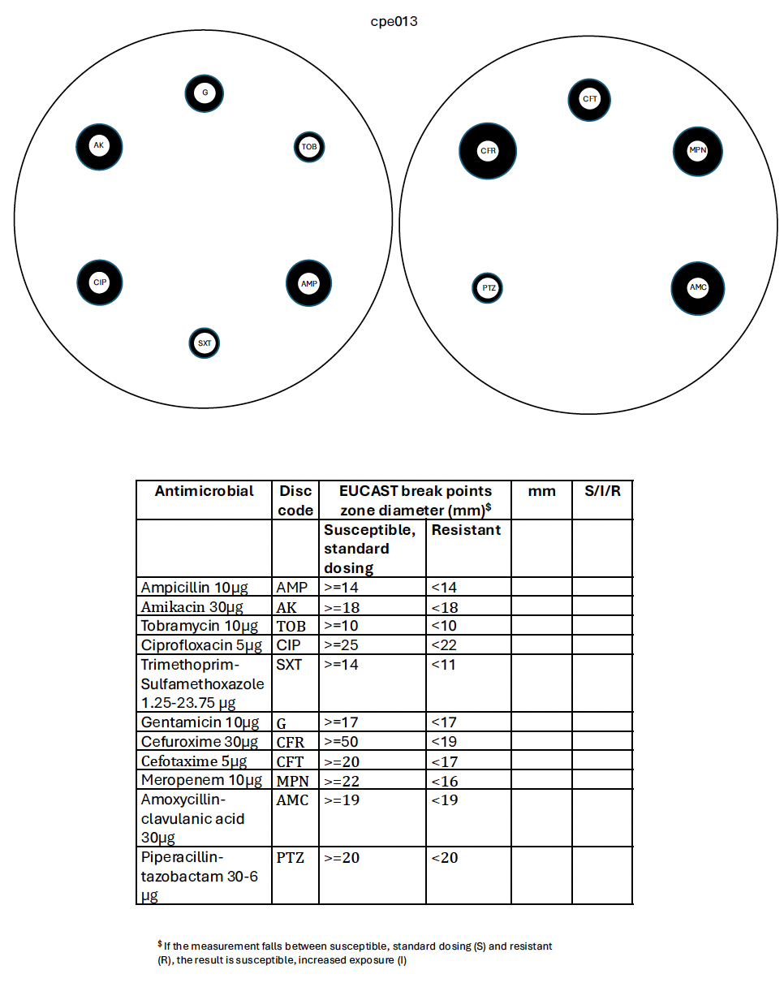 cpe013
G
AK
TOB
CIP
AMP
SXT
CFT
CFR
MPN
PTZ
AMC
Antimicrobial Disc code EUCAST break points zone diameter (mm)$ mm S/I/R
Susceptible, standard dosing Resistant
Ampicillin 10µg AMP >=14 <14
Amikacin 30µg AK >=18 <18
Tobramycin 10µg TOB >=10 <10
Ciprofloxacin 5µg CIP >=25 <22
Trimethoprim-Sulfamethoxazole 1.25-23.75 µg SXT >=14 <11
Gentamicin 10µg G >=17 <17
Cefuroxime 30µg CFR >=50 <19
Cefotaxime 5µg CFT >=20 <17
Meropenem 10µg MPN >=22 <16
Amoxycillin-clavulanic acid 30µg AMC >=19 <19
Piperacillin-tazobactam 30-6 µg PTZ >=20 <20
$ If the measurement falls between susceptible, standard dosing (S) and resistant
(R), the result is susceptible, increased exposure (I)